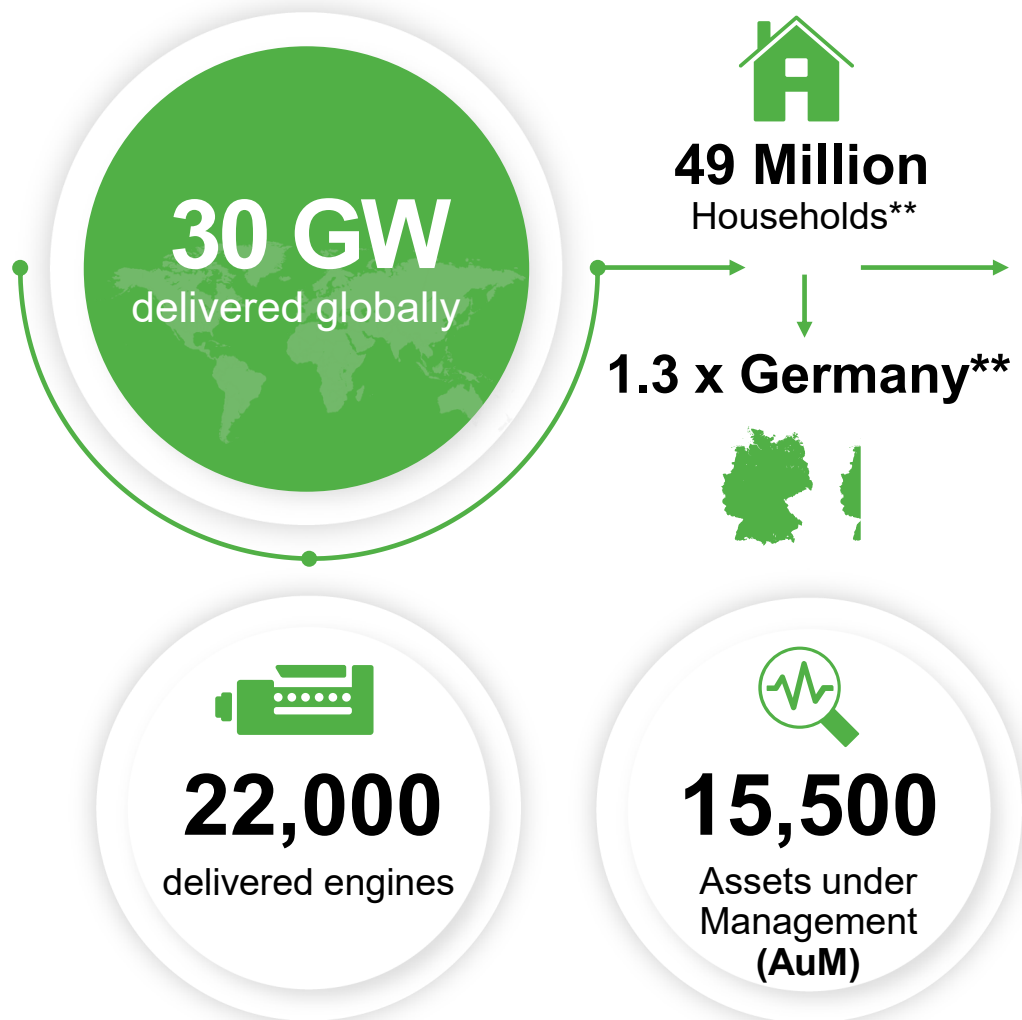 30 GW
delivered globally
49 Million
Households**
1.3 x Germany**
22,000
delivered engines
15,500
Assets under
Management
(AuM)